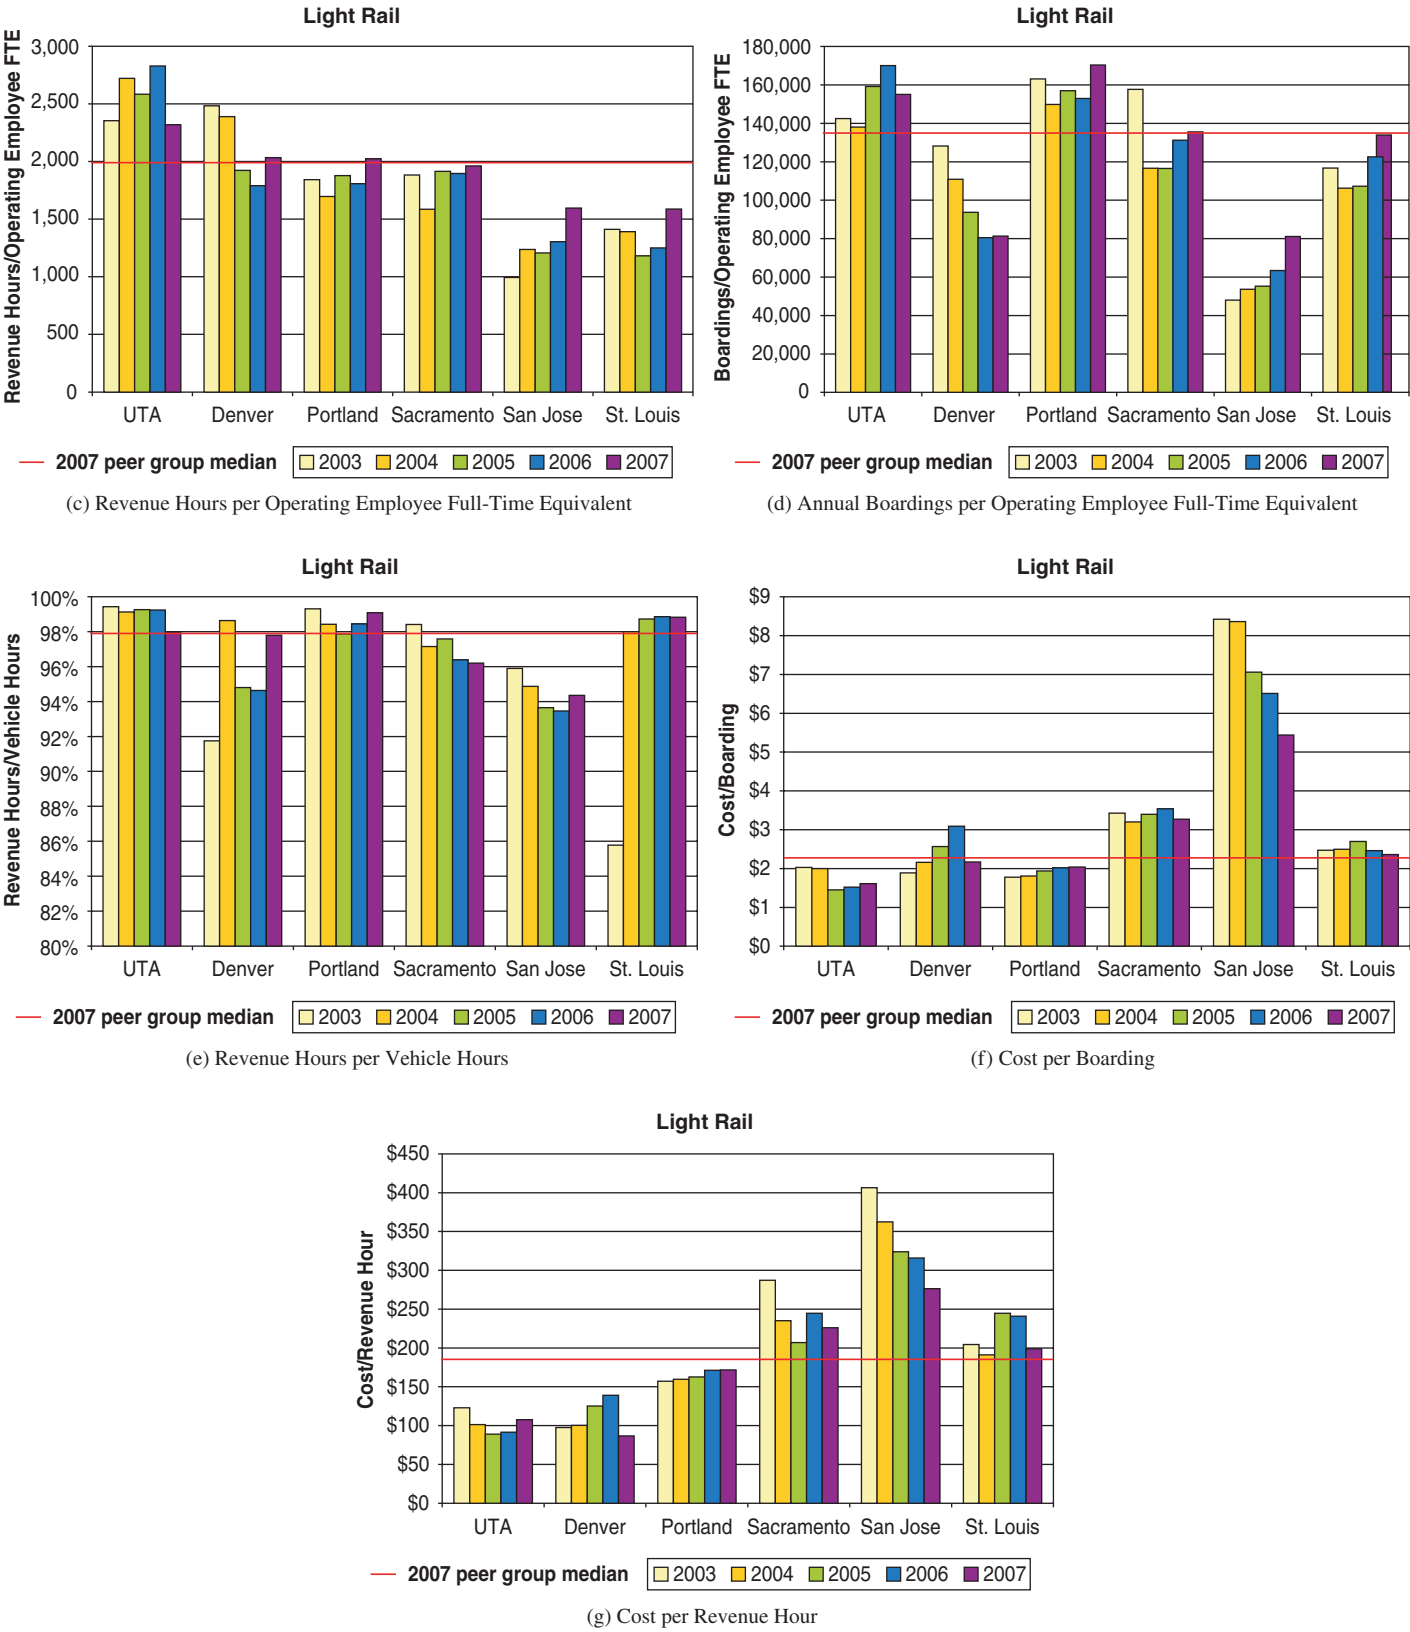 Light Rail
Revenue Hours/Operating Employee FTE
3,000
2,500
2,000
1,500
1,000
500
0
UTA Denver Portland Sacramento San Jose St. Louis
2007 peer group median 2003 2004 2005 2006 2007
(c) Revenue Hours per Operating Employee Full-Time Equivalent
Light Rail
Boardings/Operating Employee FTE
180,000
160,000
140,000
120,000
100,000
80,000
60,000
40,000
20,000
0
UTA Denver Portland Sacramento San Jose St. Louis
2007 peer group median 2003 2004 2005 2006 2007
(d) Annual Boardings per Operating Employee Full-Time Equivalent
Light Rail
Revenue Hours/Vehicle Hours
100%
98%
96%
94%
92%
90%
88%
86%
84%
82%
80%
UTA Denver Portland Sacramento San Jose St. Louis
2007 peer group median 2003 2004 2005 2006 2007
(e) Revenue Hours per Vehicle Hours
Light Rail
Cost/Boarding
$9
$8
$7
$6
$5
$4
$3
$2
$1
$0
UTA Denver Portland Sacramento San Jose St. Louis
2007 peer group median 2003 2004 2005 2006 2007
(f) Cost per Boarding
Light Rail
Cost/Revenue Hour
$450
$400
$350
$300
$250
$200
$150
$100
$50
$0
UTA Denver Portland Sacramento San Jose St. Louis
2007 peer group median 2003 2004 2005 2006 2007
(g) Cost per Revenue Hour